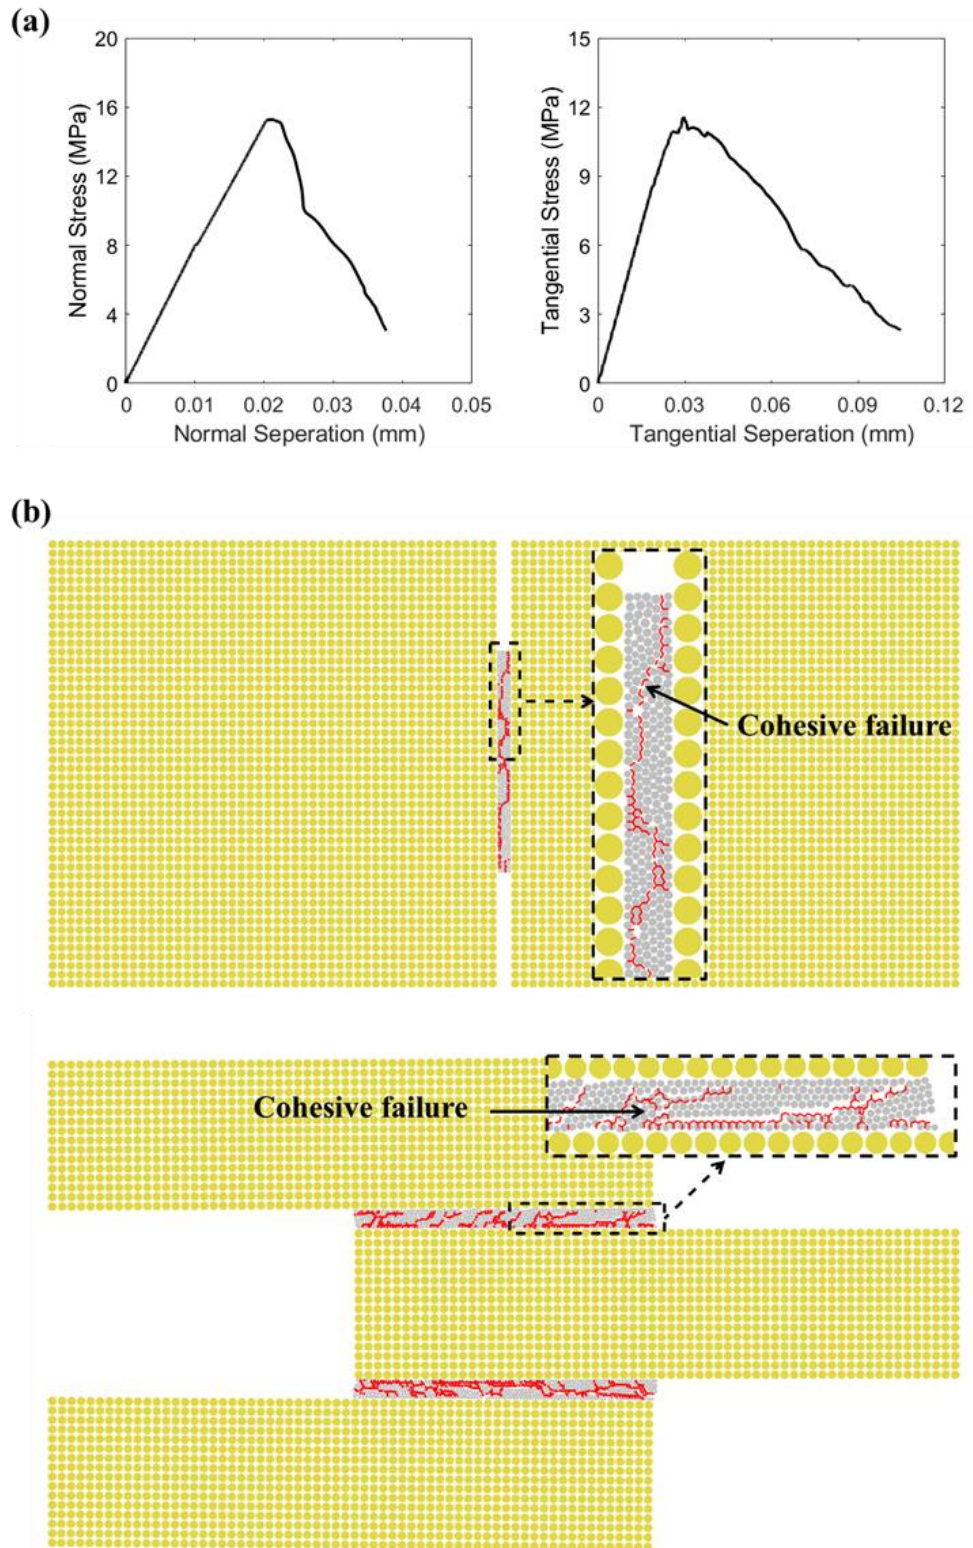 (a)
20
16
12
8
4
0
Normal Stress (MPa)
0 0.01 0.02 0.03 0.04 0.05
Normal Seperation (mm)
15
12
9
6
3
0
Tangential Stress (MPa)
0 0.03 0.06 0.09 0.12
Tangential Seperation (mm)
(b)
Cohesive failure
Cohesive failure